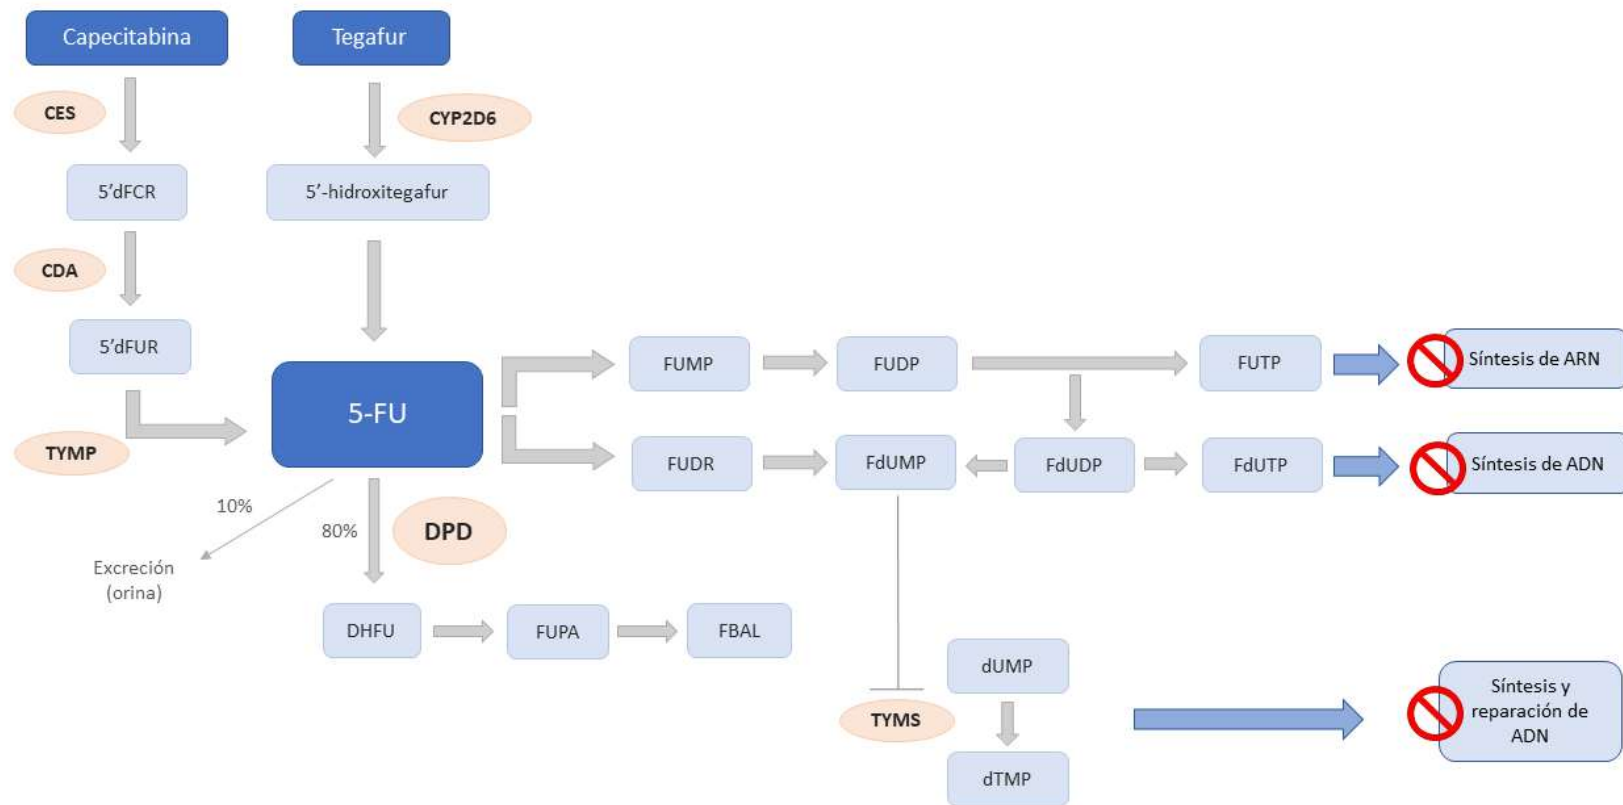 Capecitabina
Tegafur
CES
CYP2D6
5'dFCR
5'-hidroxitegafur
CDA
5'dFUR
5-FU
FUMP
FUDP
FUTP
Síntesis de ARN
TYMP
FUDR
FdUMP
FdUDP
FdUTP
Síntesis de ADN
10%
80%
DPD
Excreción
(orina)
DHFU
FUPA
FBAL
dUMP
TYMS
dTMP
Síntesis y
reparación de
ADN